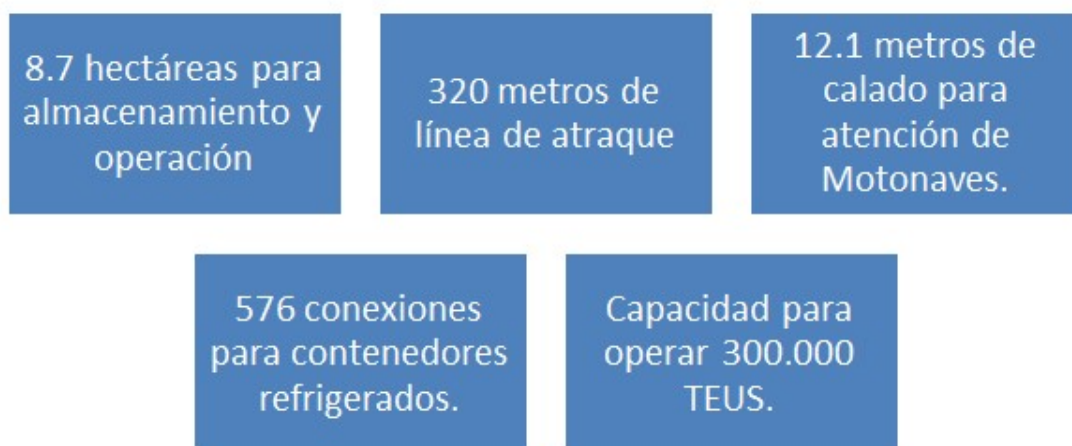 8.7 hectáreas para
almacenamiento y
operación
320 metros de
línea de atraque
12.1 metros de
calado para
atención de
Motonaves.
576 conexiones
para contenedores
refrigerados.
Capacidad para
operar 300.000
TEUS.